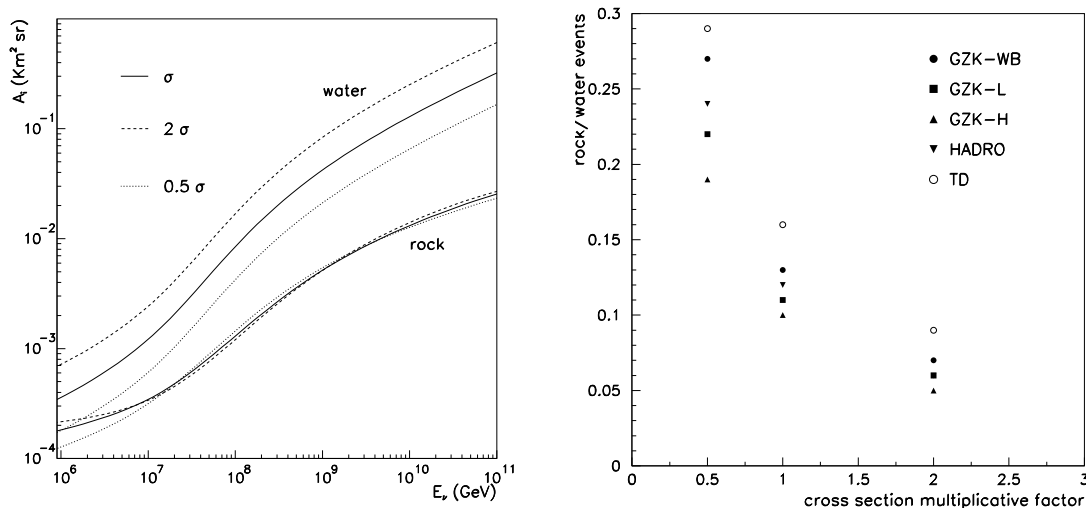 A_τ (Km² sr)
10⁻¹
10⁻²
10⁻³
10⁻⁴
σ
2 σ
0.5 σ
water
rock
10⁶
10⁷
10⁸
10⁹
10¹⁰
10¹¹
E_ν (GeV)
rock/water events
0.3
0.25
0.2
0.15
0.1
0.05
0
GZK-WB
GZK-L
GZK-H
HADRO
TD
0
0.5
1
1.5
2
2.5
3
cross section multiplicative factor